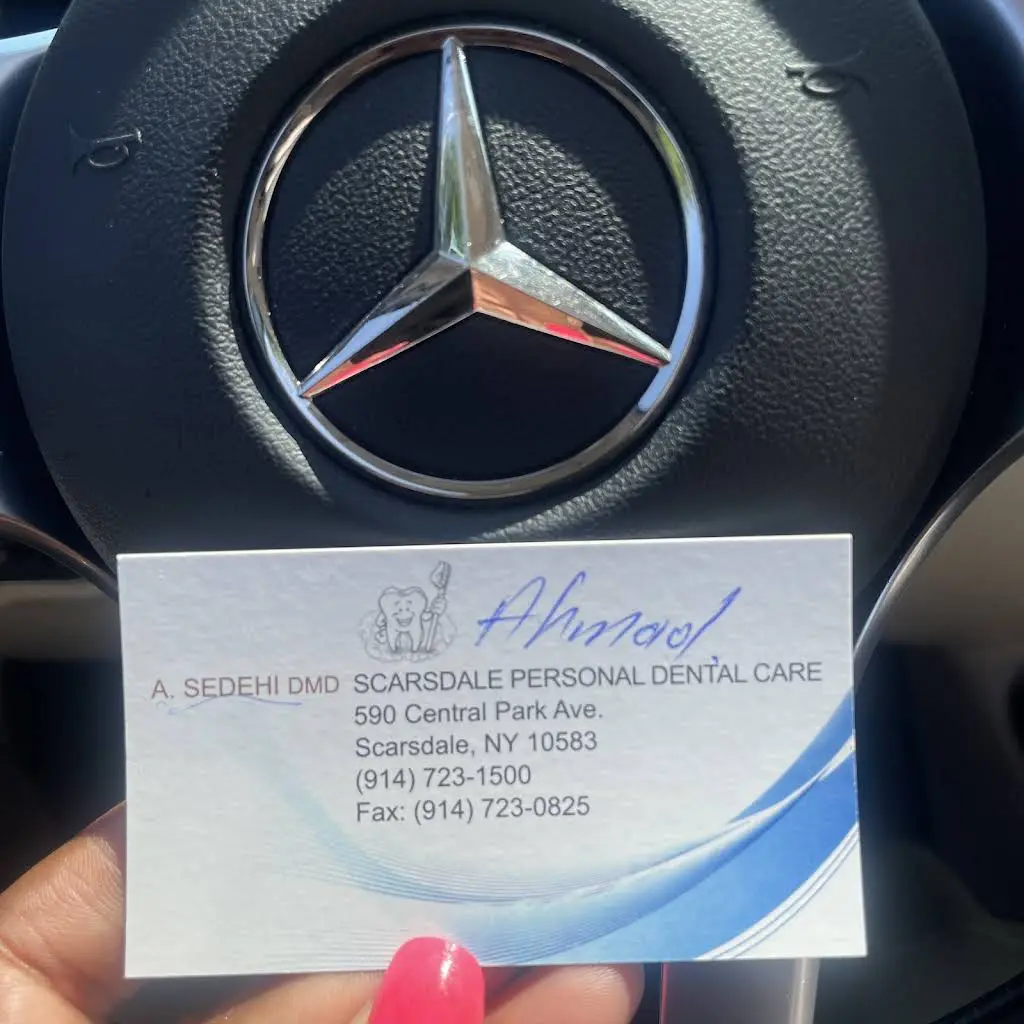 Ahmad
A. SEDEHI DMD SCARSDALE PERSONAL DENTAL CARE
590 Central Park Ave.
Scarsdale, NY 10583
(914) 723-1500
Fax: (914) 723-0825